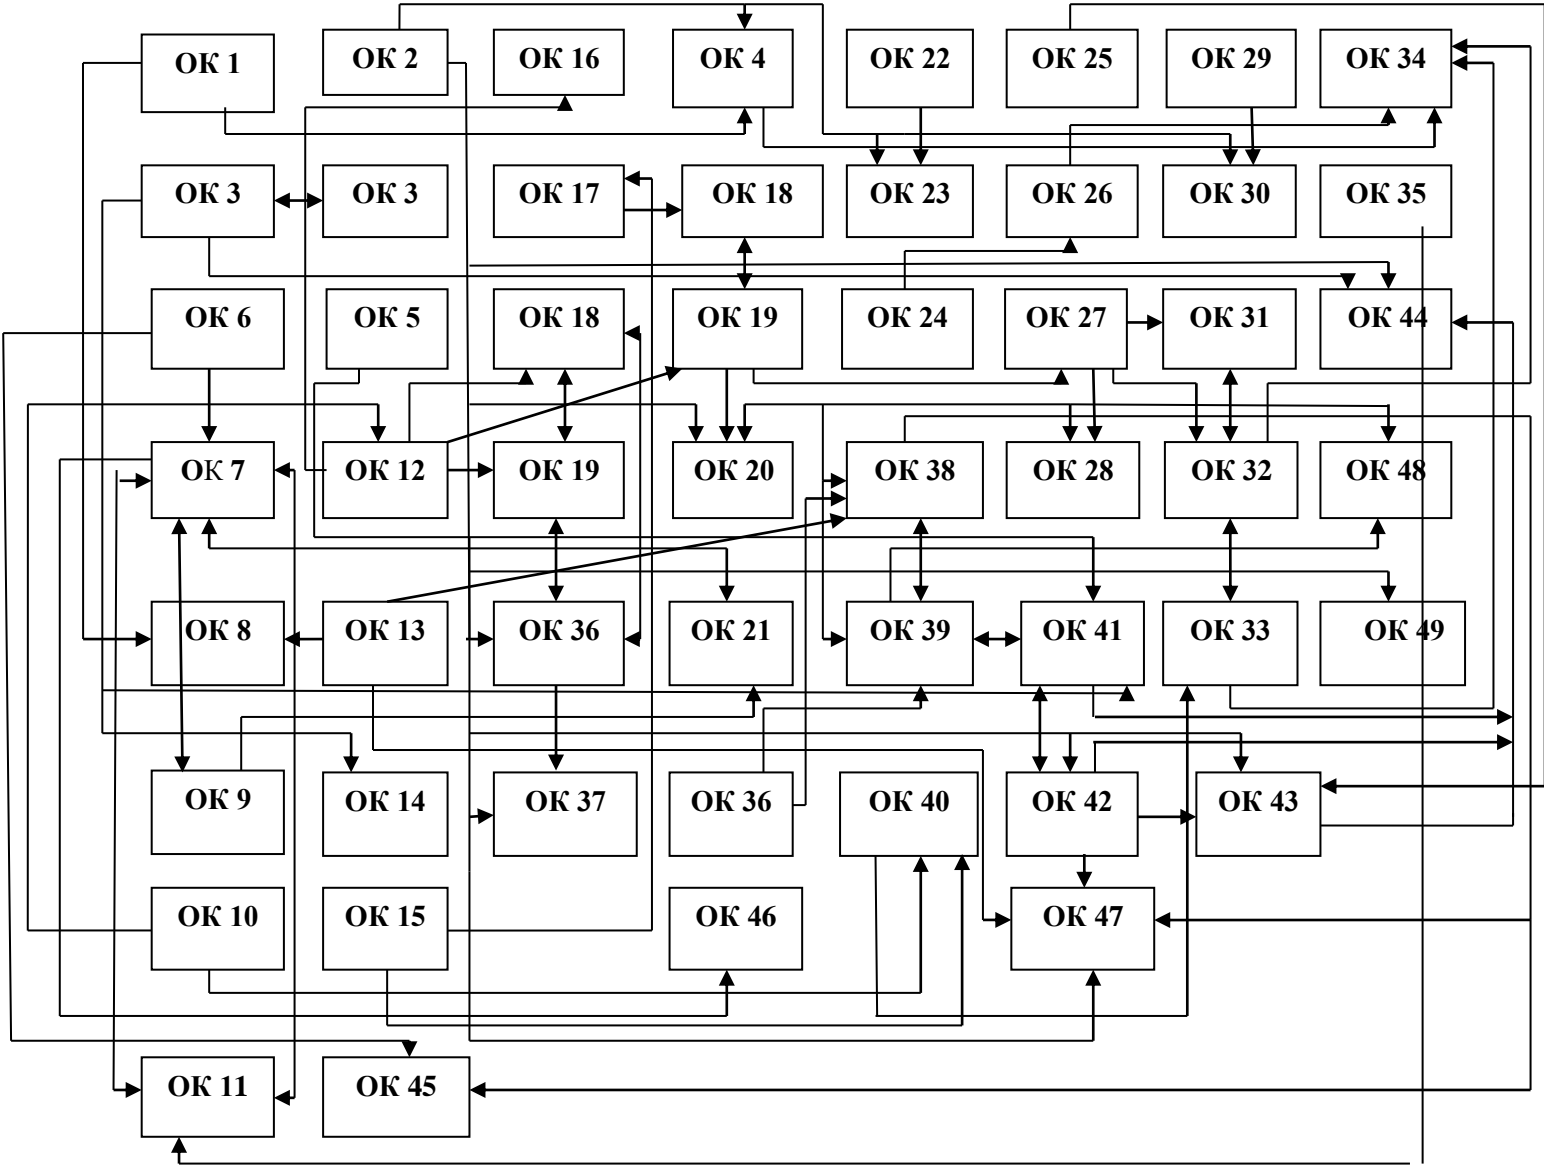 ОК 1
ОК 2
ОК 16
ОК 4
ОК 22
ОК 25
ОК 29
ОК 34
ОК 3
ОК 3
ОК 17
ОК 18
ОК 23
ОК 26
ОК 30
ОК 35
ОК 6
ОК 5
ОК 18
ОК 19
ОК 24
ОК 27
ОК 31
ОК 44
ОК 7
ОК 12
ОК 19
ОК 20
ОК 38
ОК 28
ОК 32
ОК 48
ОК 8
ОК 13
ОК 36
ОК 21
ОК 39
ОК 41
ОК 33
ОК 49
ОК 9
ОК 14
ОК 37
ОК 36
ОК 40
ОК 42
ОК 43
ОК 10
ОК 15
ОК 46
ОК 47
ОК 11
ОК 45